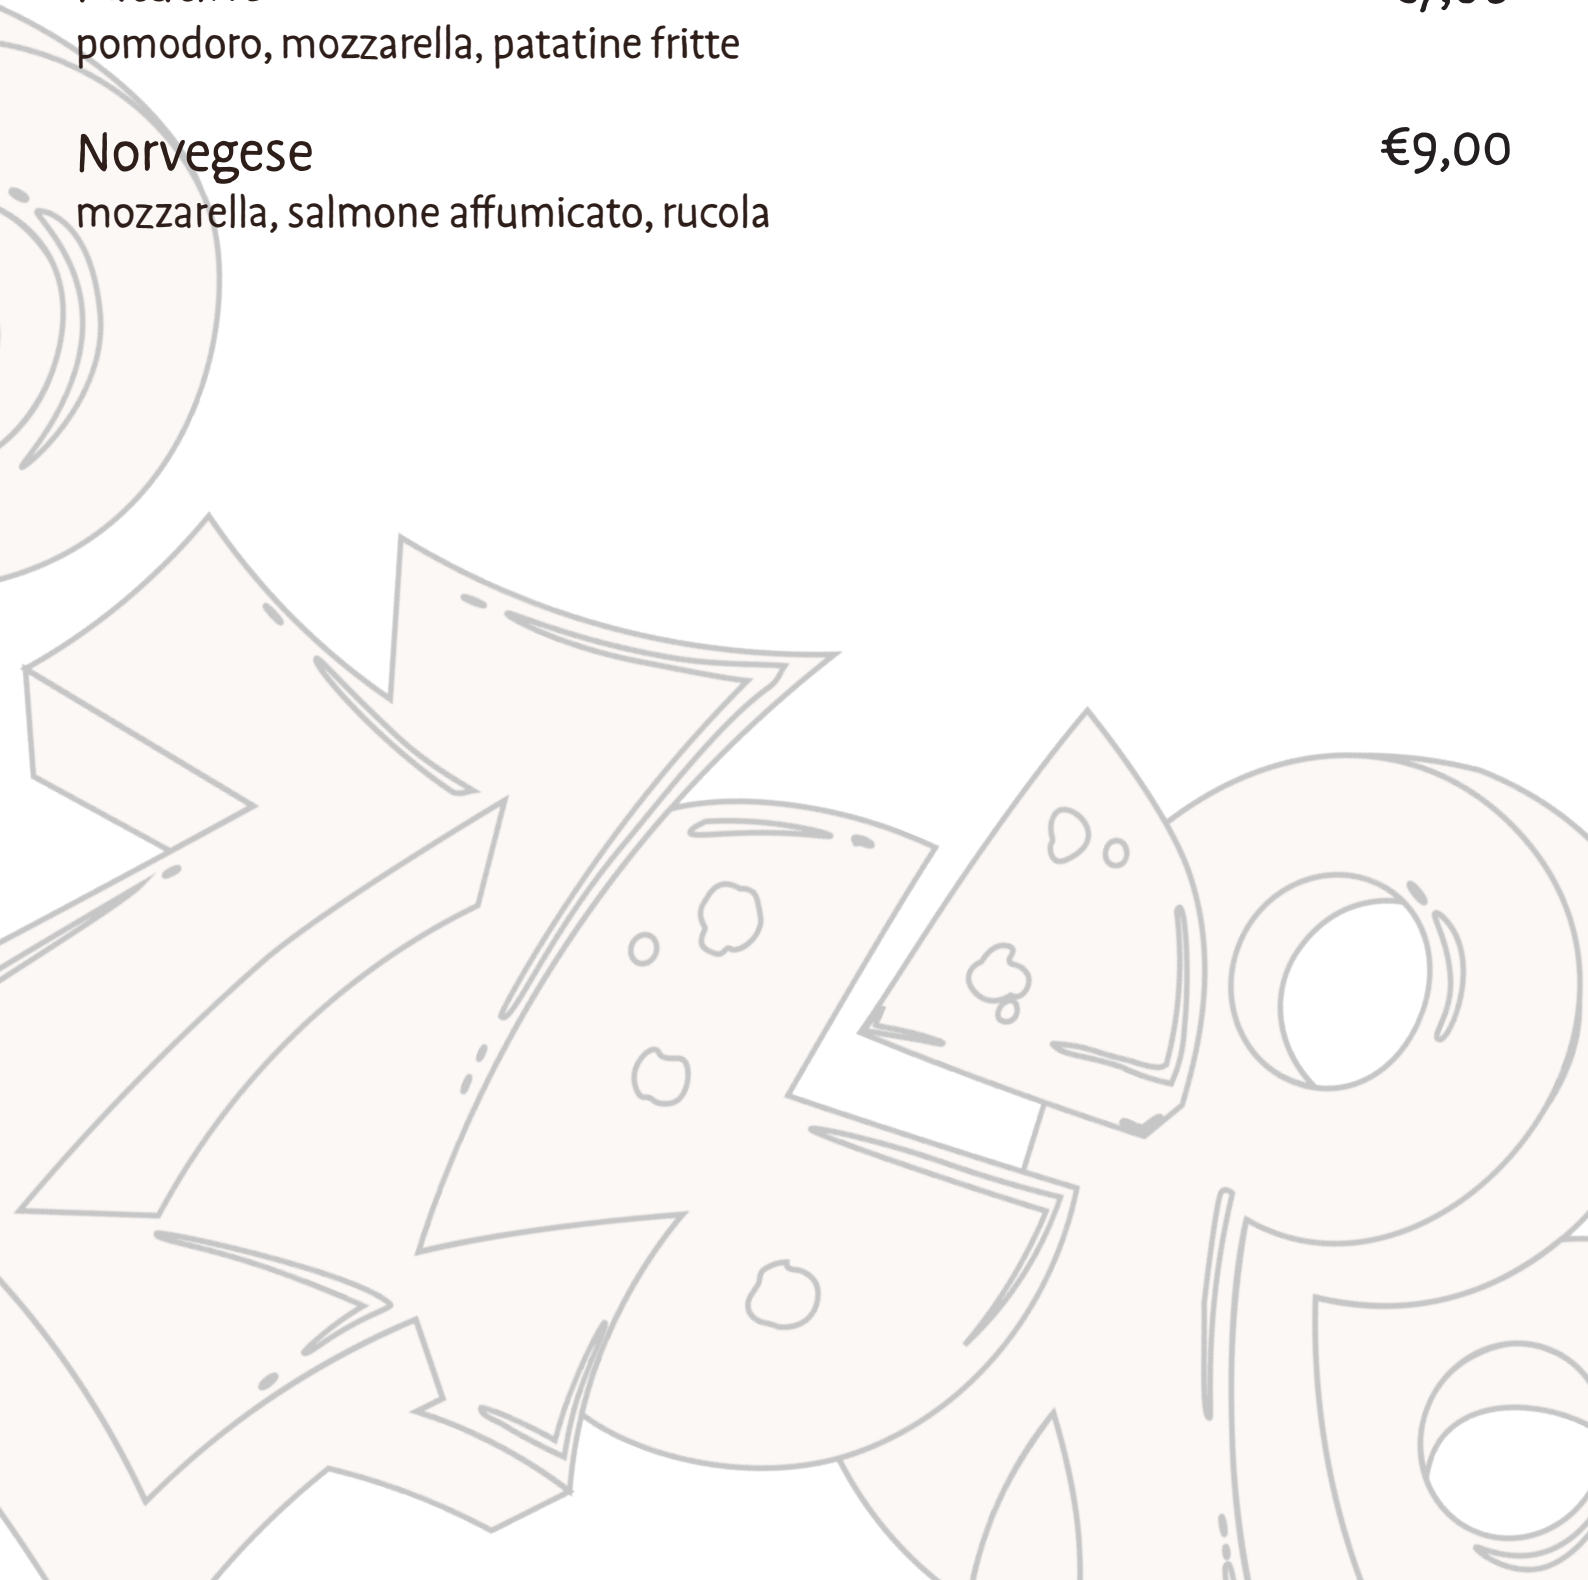 pomodoro, mozzarella, patatine fritte
Norvegese €9,00
mozzarella, salmone affumicato, rucola